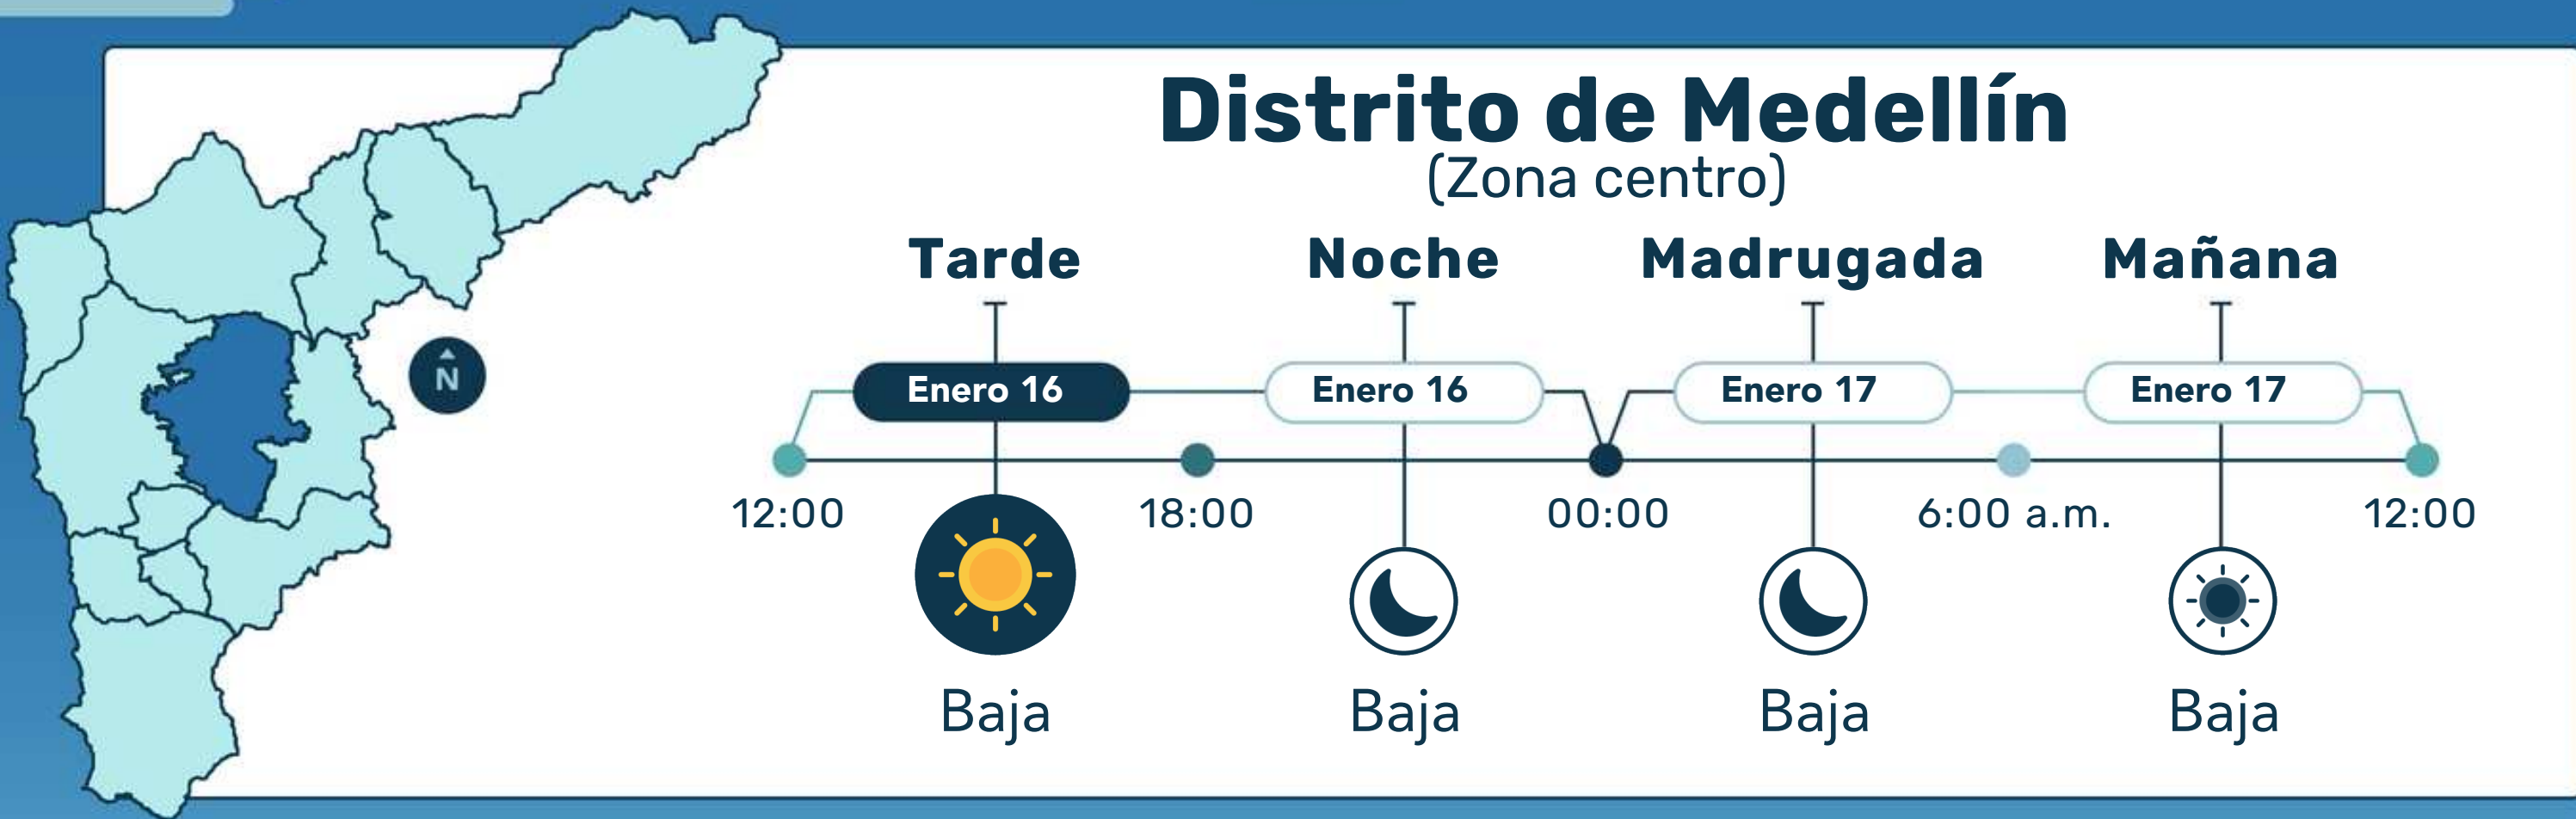 Distrito de Medellín
(Zona centro)
Tarde Noche Madrugada Mañana
N
Enero 16 Enero 16 Enero 17 Enero 17
12:00 18:00 00:00 6:00 a.m. 12:00
Baja Baja Baja Baja